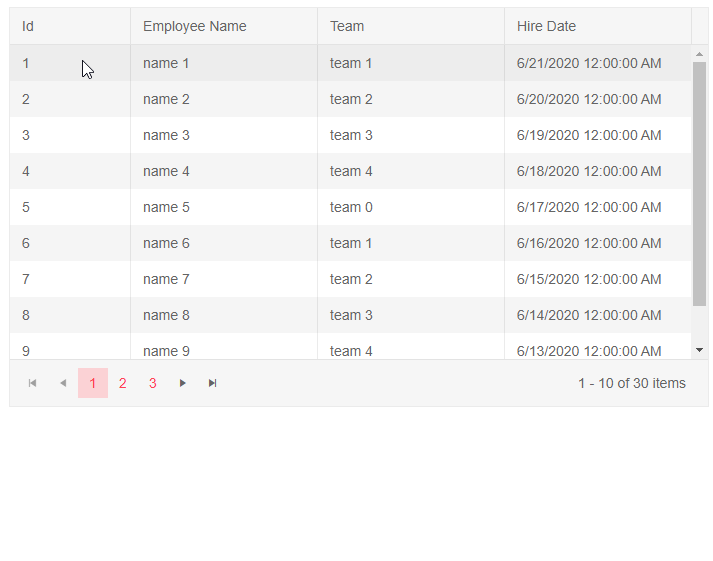 Id Employee Name Team Hire Date
1 name 1 team 1 6/21/2020 12:00:00 AM
2 name 2 team 2 6/20/2020 12:00:00 AM
3 name 3 team 3 6/19/2020 12:00:00 AM
4 name 4 team 4 6/18/2020 12:00:00 AM
5 name 5 team 0 6/17/2020 12:00:00 AM
6 name 6 team 1 6/16/2020 12:00:00 AM
7 name 7 team 2 6/15/2020 12:00:00 AM
8 name 8 team 3 6/14/2020 12:00:00 AM
9 name 9 team 4 6/13/2020 12:00:00 AM
1 2 3 1 - 10 of 30 items